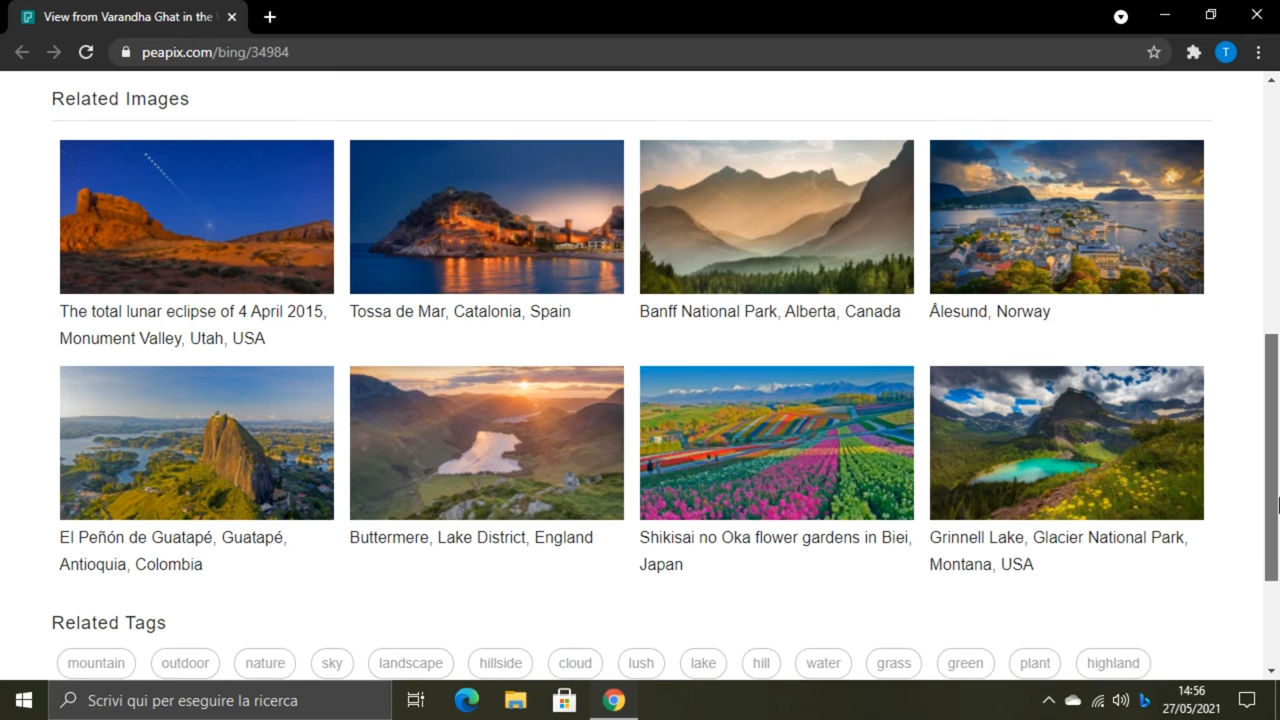 View from Varandha Ghat in the
peapix.com/bing/34984
T
Related Images
The total lunar eclipse of 4 April 2015,
Monument Valley, Utah, USA
Tossa de Mar, Catalonia, Spain
Banff National Park, Alberta, Canada
Ålesund, Norway
El Peñón de Guatapé, Guatapé,
Antioquia, Colombia
Buttermere, Lake District, England
Shikisai no Oka flower gardens in Biei,
Japan
Grinnell Lake, Glacier National Park,
Montana, USA
Related Tags
mountain outdoor nature sky landscape hillside cloud lush lake hill water grass green plant highland
Scrivi qui per eseguire la ricerca
14:56
27/05/2021